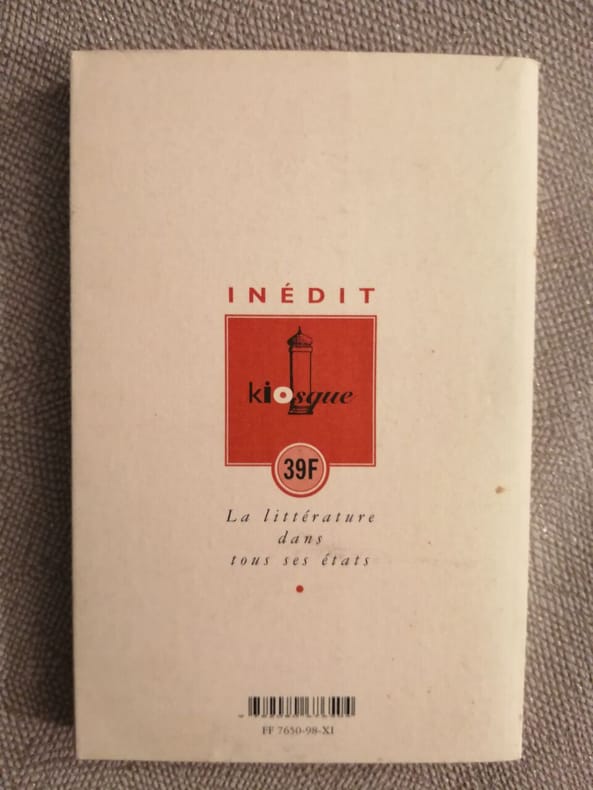 INÉDIT
kiosque
39F
La littérature
dans
tous ses états
FF 7650-98-XI